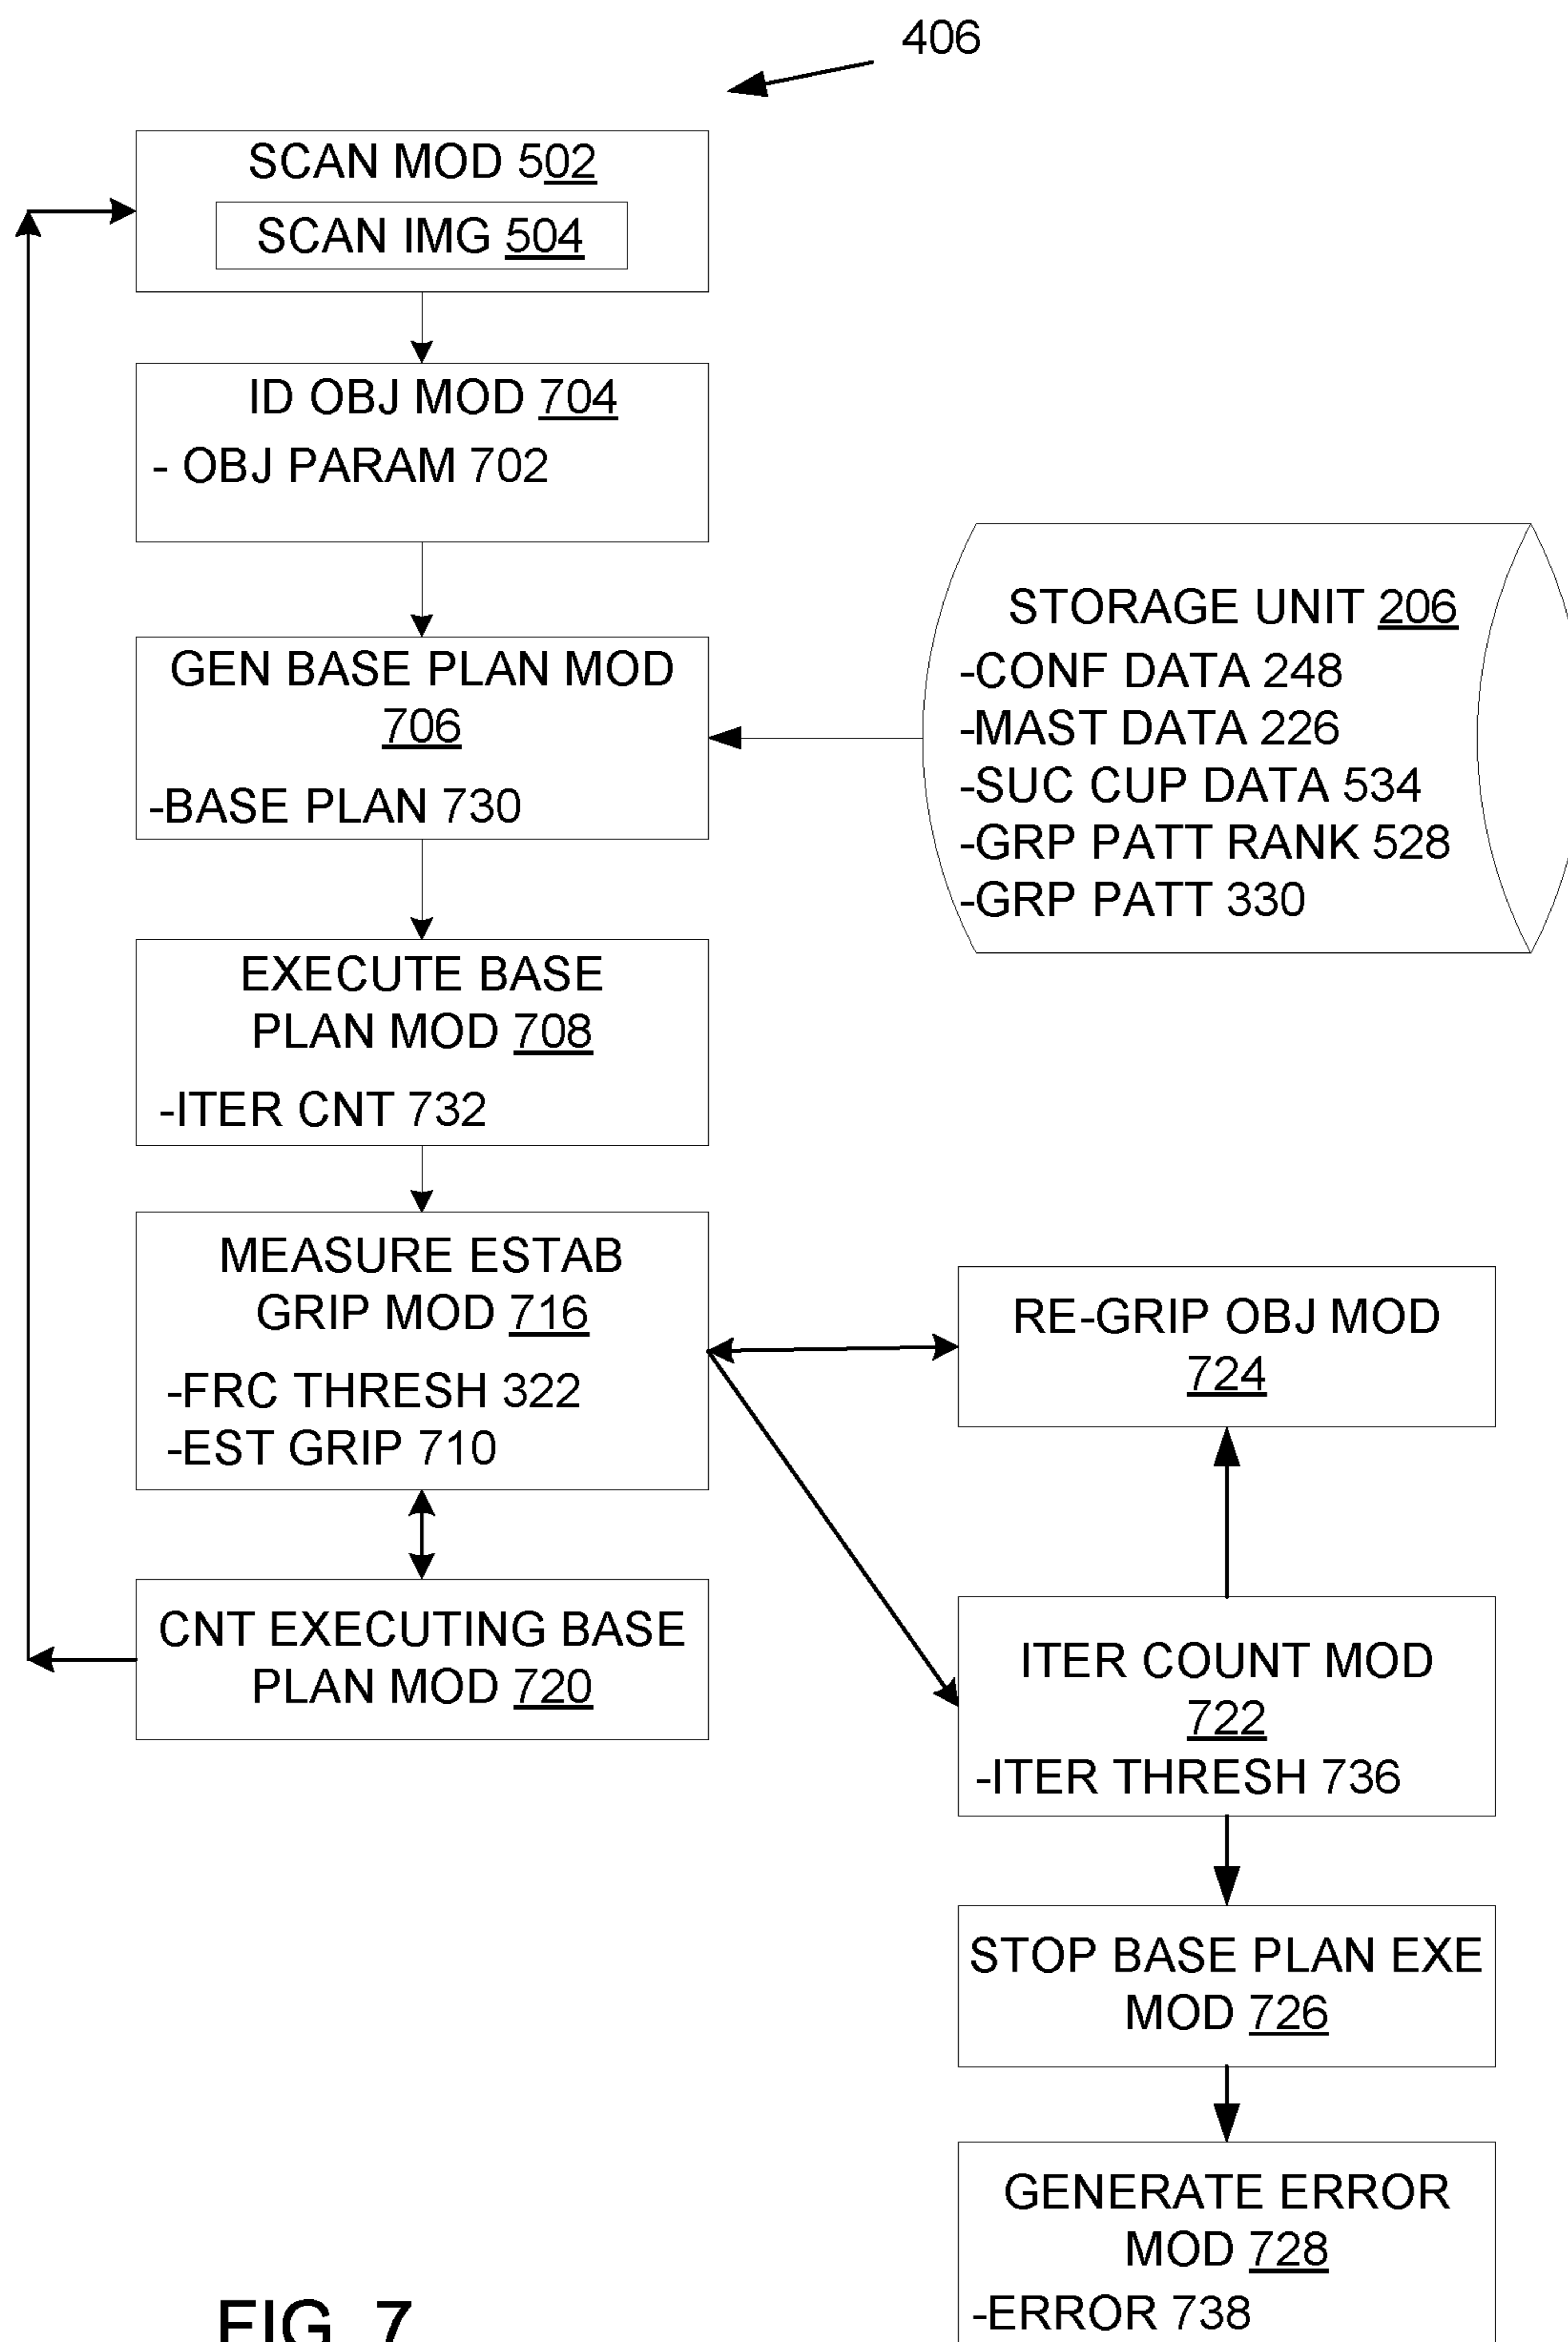 406
SCAN MOD 502
SCAN IMG 504
ID OBJ MOD 704
- OBJ PARAM 702
GEN BASE PLAN MOD
706
-BASE PLAN 730
STORAGE UNIT 206
-CONF DATA 248
-MAST DATA 226
-SUC CUP DATA 534
-GRP PATT RANK 528
-GRP PATT 330
EXECUTE BASE
PLAN MOD 708
-ITER CNT 732
MEASURE ESTAB
GRIP MOD 716
-FRC THRESH 322
-EST GRIP 710
RE-GRIP OBJ MOD
724
CNT EXECUTING BASE
PLAN MOD 720
ITER COUNT MOD
722
-ITER THRESH 736
STOP BASE PLAN EXE
MOD 726
GENERATE ERROR
MOD 728
-ERROR 738
FIG. 7